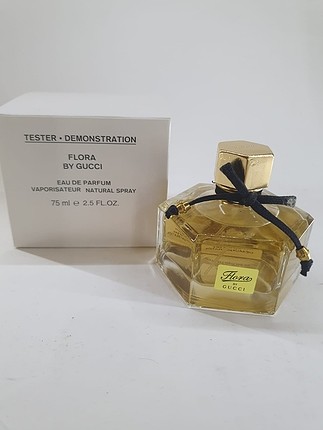 TESTER • DEMONSTRATION
FLORA
BY GUCCI
EAU DE PARFUM
VAPORISATEUR NATURAL SPRAY
75 ml ℮ 2.5 FL.OZ.
Flora
BY
GUCCI